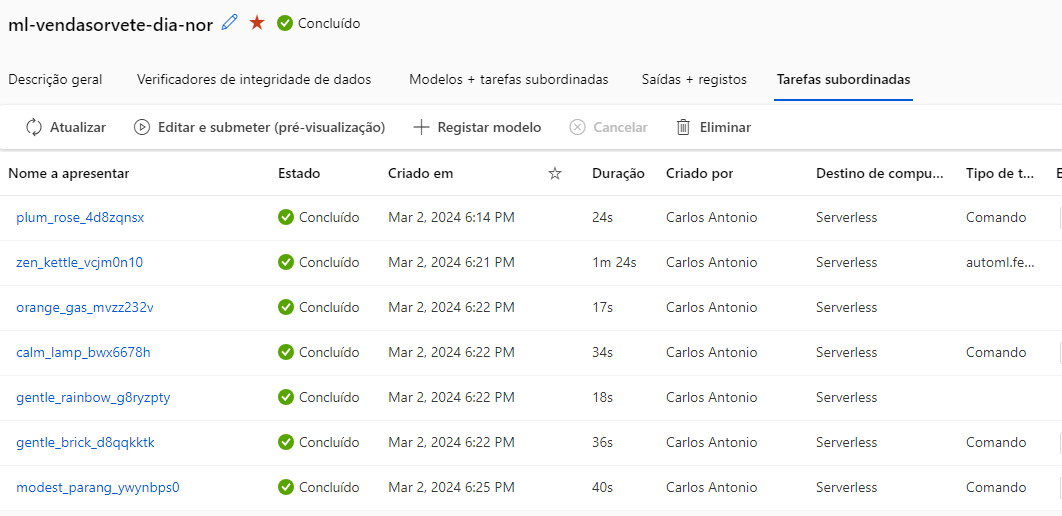 ml-vendasorvete-dia-nor Concluído
Descrição geral Verificadores de integridade de dados Modelos + tarefas subordinadas Saídas + registos Tarefas subordinadas
Atualizar Editar e submeter (pré-visualização) Registar modelo Cancelar Eliminar
Nome a apresentar Estado Criado em Duração Criado por Destino de compu... Tipo de t... E
plum_rose_4d8zqnsx Concluído Mar 2, 2024 6:14 PM 24s Carlos Antonio Serverless Comando
zen_kettle_vcjm0n10 Concluído Mar 2, 2024 6:21 PM 1m 24s Carlos Antonio Serverless automl.fe...
orange_gas_mvzz232v Concluído Mar 2, 2024 6:22 PM 17s Carlos Antonio Serverless
calm_lamp_bwx6678h Concluído Mar 2, 2024 6:22 PM 34s Carlos Antonio Serverless Comando
gentle_rainbow_g8ryzpty Concluído Mar 2, 2024 6:22 PM 18s Carlos Antonio Serverless
gentle_brick_d8qqkktk Concluído Mar 2, 2024 6:22 PM 36s Carlos Antonio Serverless Comando
modest_parang_ywynbps0 Concluído Mar 2, 2024 6:25 PM 40s Carlos Antonio Serverless Comando